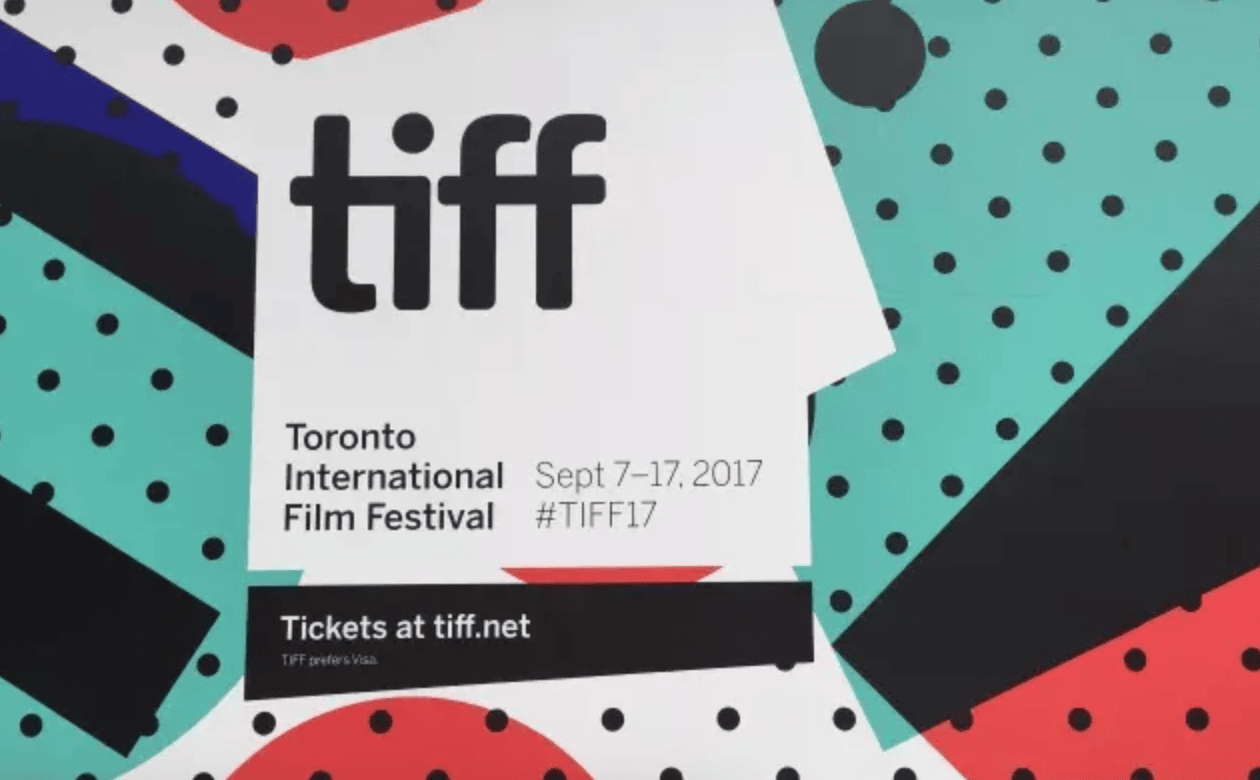 tiff
Toronto
International
Film Festival
Sept 7–17, 2017
#TIFF17
Tickets at tiff.net
TIFF prefers Visa.